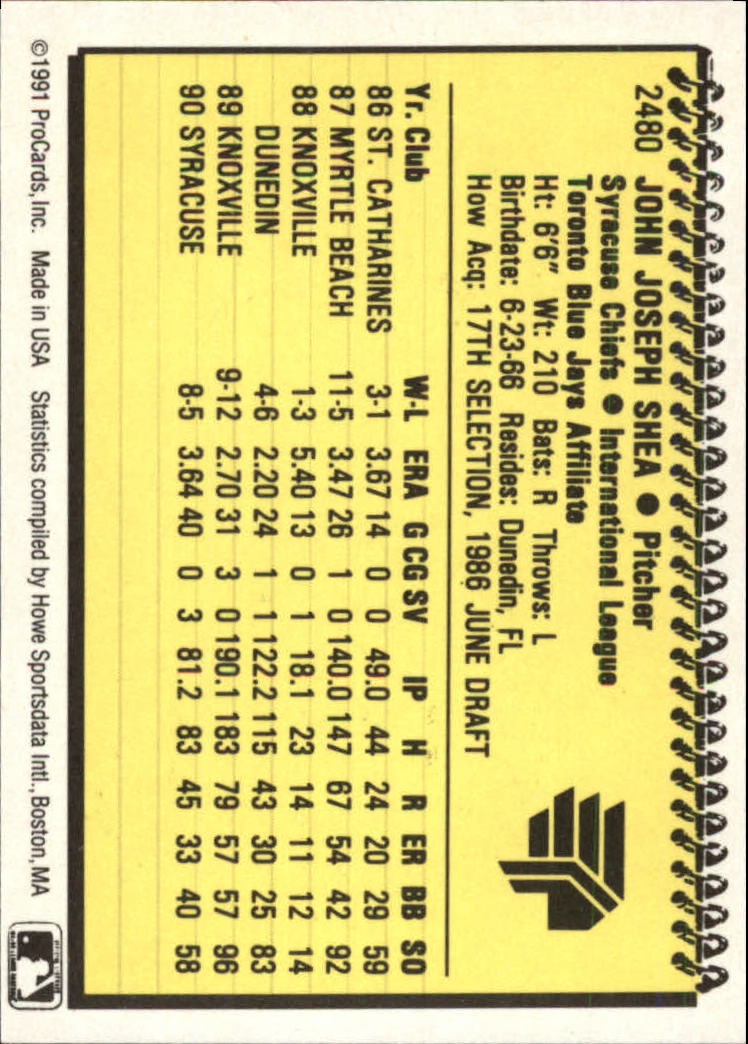 2480 JOHN JOSEPH SHEA ● Pitcher
Syracuse Chiefs ● International League
Toronto Blue Jays Affiliate
Ht: 6'6" Wt: 210 Bats: R Throws: L
Birthdate: 6-23-66 Resides: Dunedin, FL
How Acq: 17TH SELECTION, 1986 JUNE DRAFT
Yr. Club W-L ERA G CG SV IP H R ER BB SO
86 ST. CATHARINES 3-1 3.67 14 0 0 49.0 44 24 20 29 59
87 MYRTLE BEACH 11-5 3.47 26 1 0 140.0 147 67 54 42 92
88 KNOXVILLE 1-3 5.40 13 0 1 18.1 23 14 11 12 14
DUNEDIN 4-6 2.20 24 1 1 122.2 115 43 30 25 83
89 KNOXVILLE 9-12 2.70 31 3 0 190.1 183 79 57 57 96
90 SYRACUSE 8-5 3.64 40 0 3 81.2 83 45 33 40 58
©1991 ProCards, Inc. Made in USA Statistics compiled by Howe Sportsdata Intl., Boston, MA